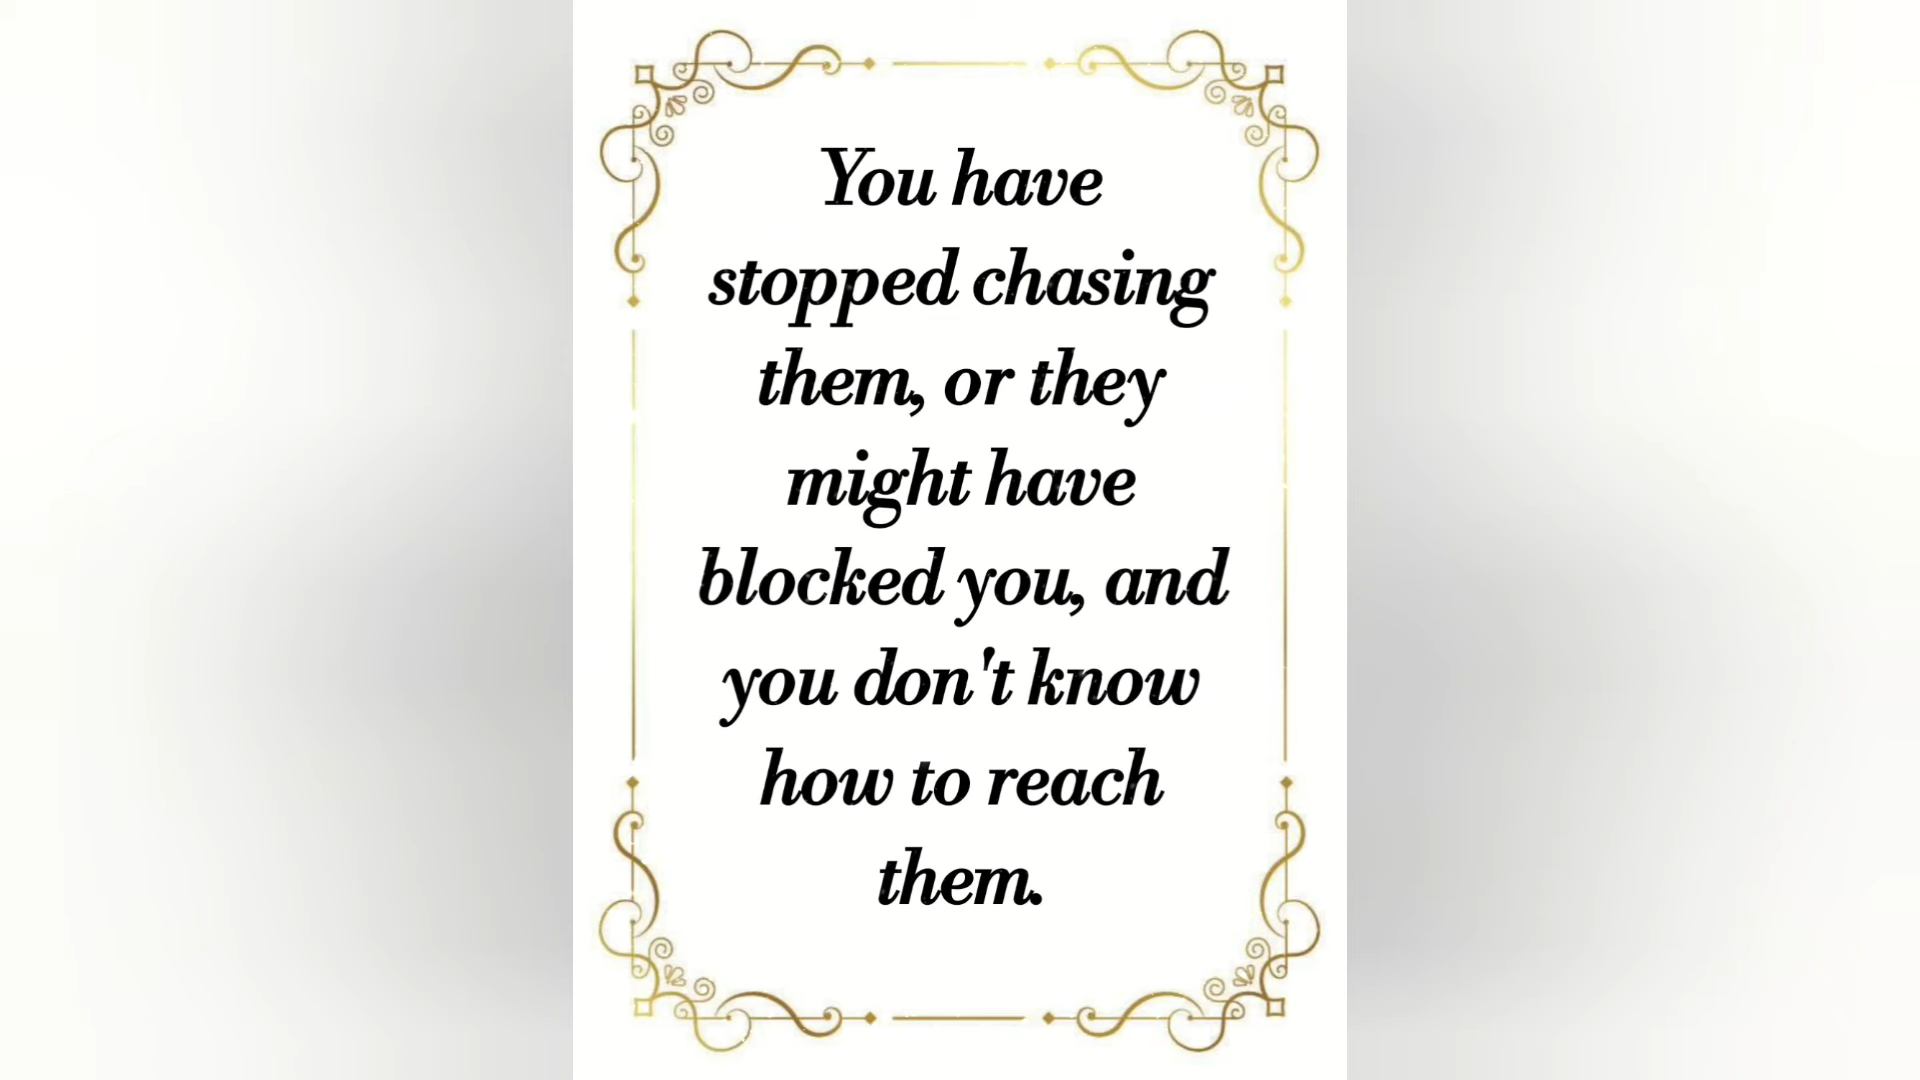 You have
stopped chasing
them, or they
might have
blocked you, and
you don't know
how to reach
them.